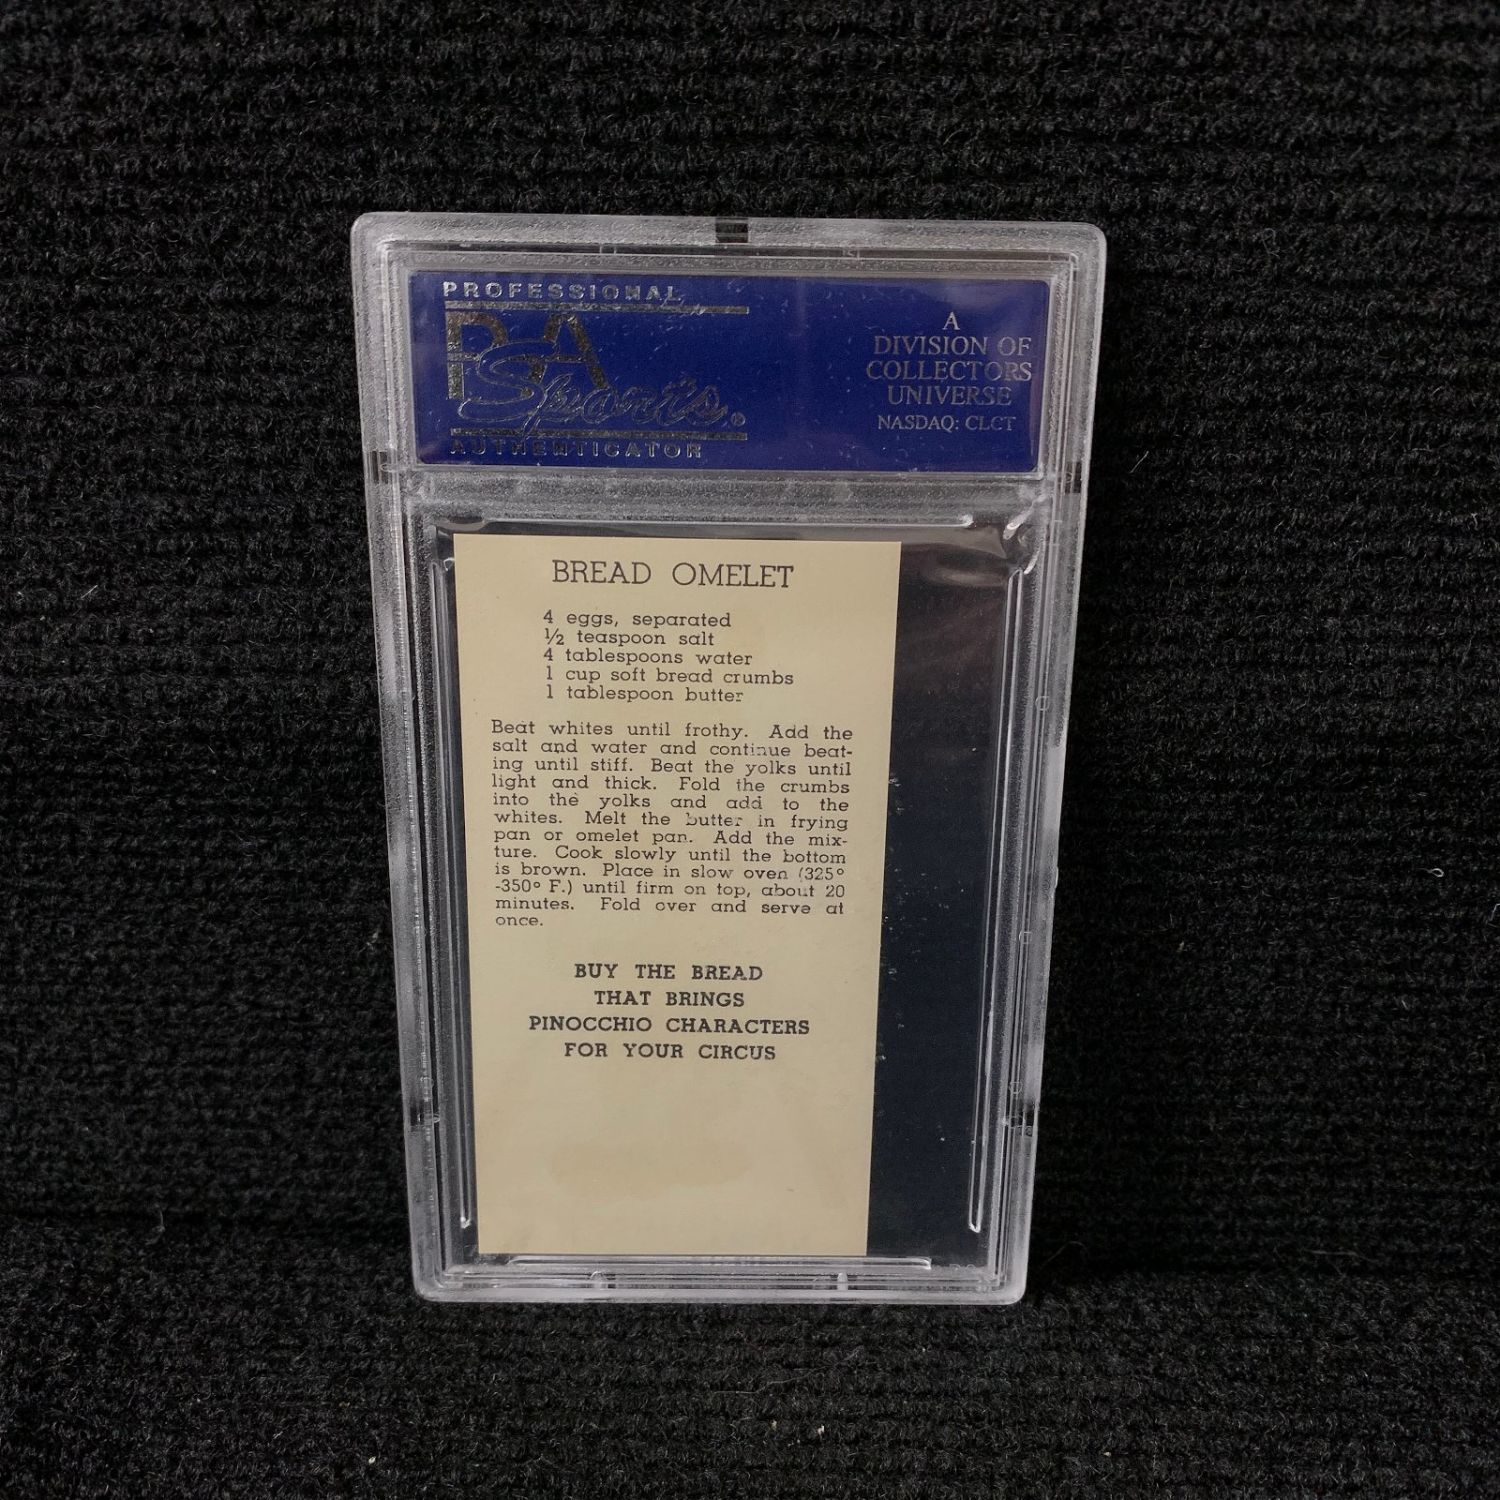 PROFESSIONAL
PSA
Sports®
AUTHENTICATOR
A
DIVISION OF
COLLECTORS
UNIVERSE
NASDAQ: CLCT
BREAD OMELET
4 eggs, separated
½ teaspoon salt
4 tablespoons water
1 cup soft bread crumbs
1 tablespoon butter
Beat whites until frothy. Add the
salt and water and continue beat-
ing until stiff. Beat the yolks until
light and thick. Fold the crumbs
into the yolks and add to the
whites. Melt the butter in frying
pan or omelet pan. Add the mix-
ture. Cook slowly until the bottom
is brown. Place in slow oven (325°
-350° F.) until firm on top, about 20
minutes. Fold over and serve at
once.
BUY THE BREAD
THAT BRINGS
PINOCCHIO CHARACTERS
FOR YOUR CIRCUS